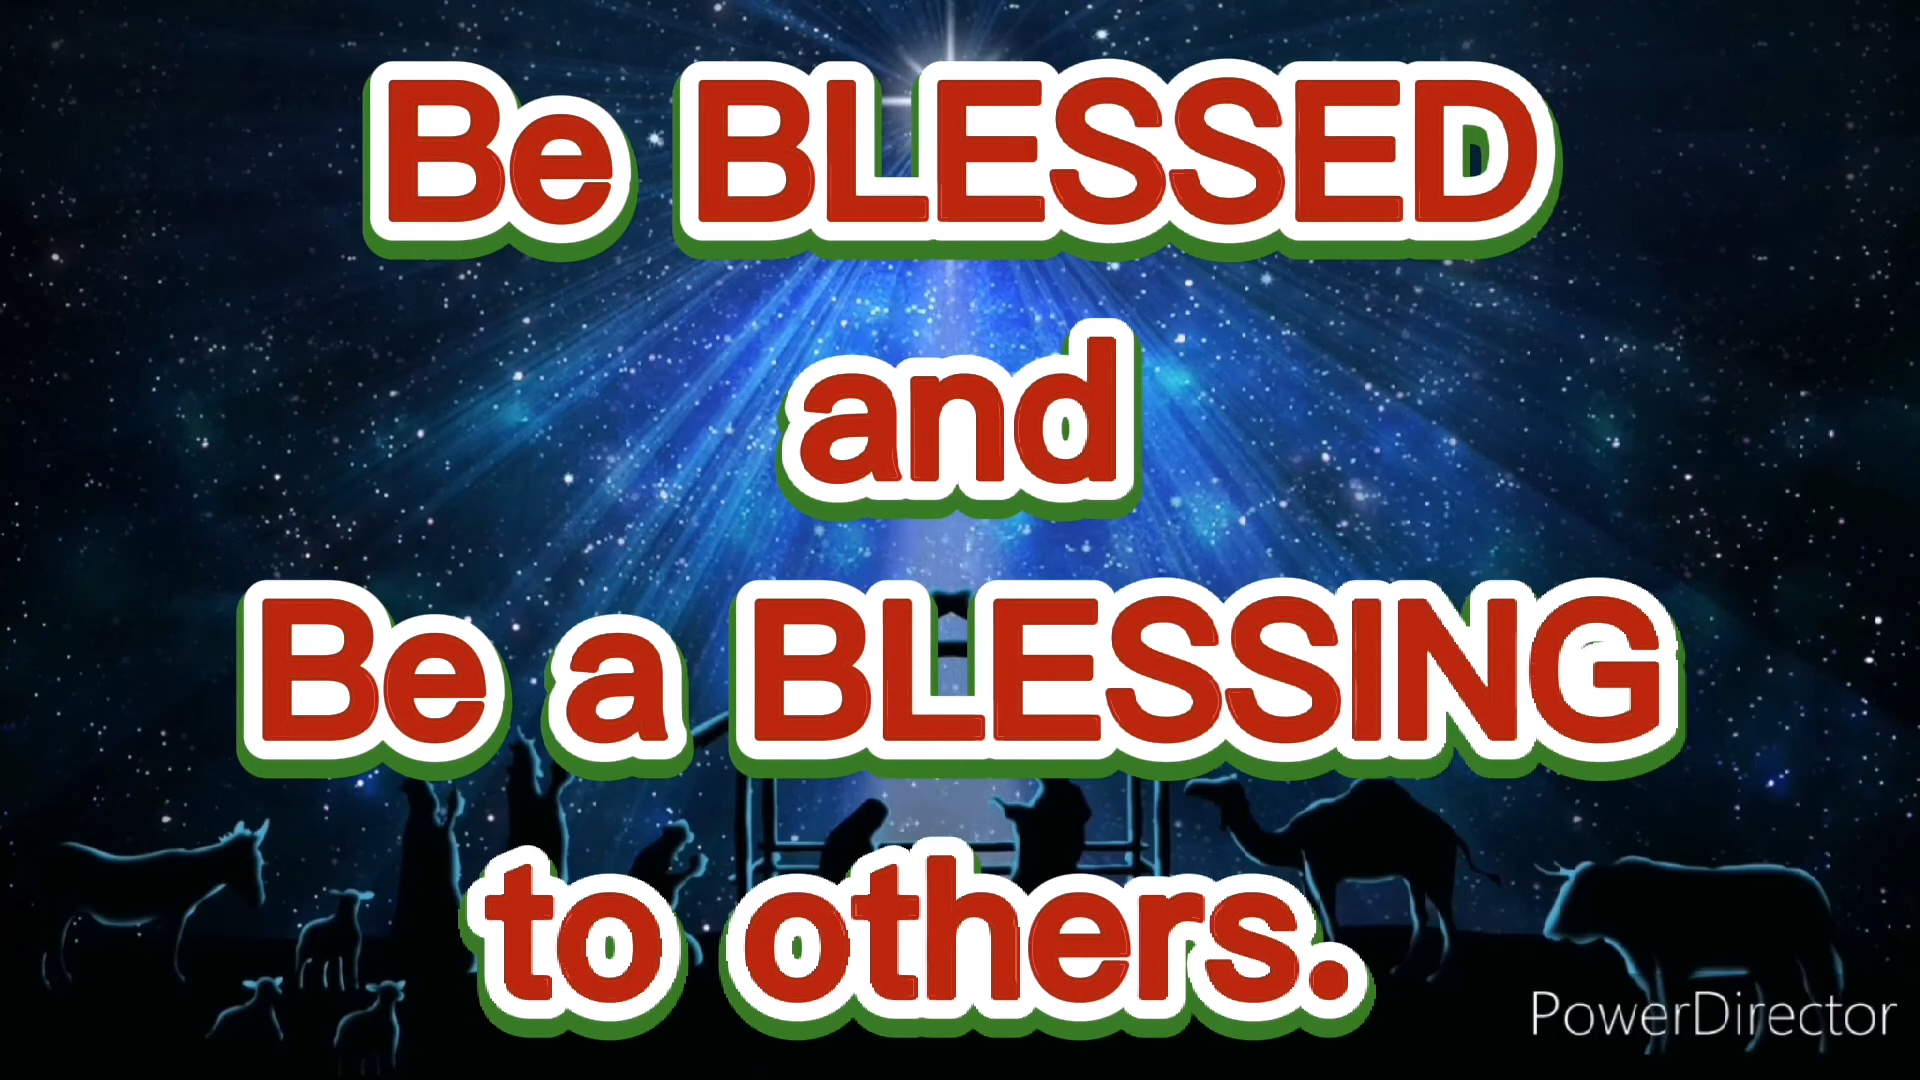 Be BLESSED
and
Be a BLESSING
to others.
PowerDirector